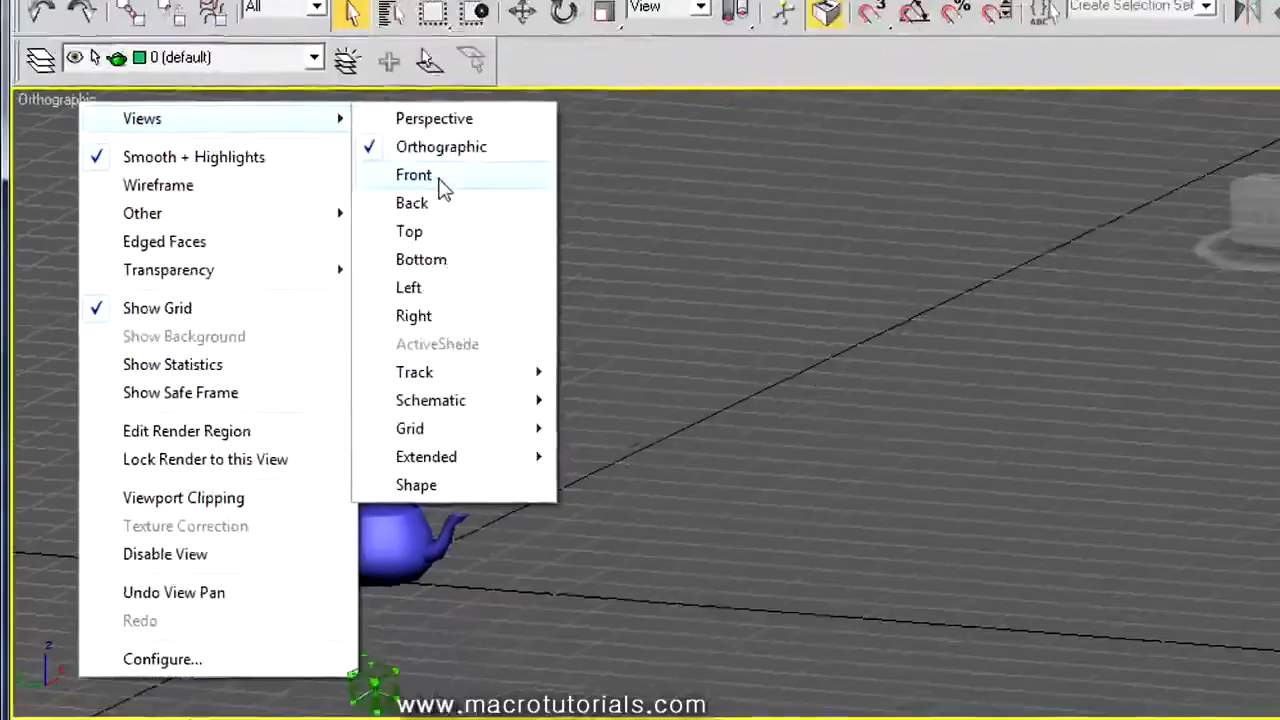 All
View
Create Selection Set
0 (default)
Orthographic
Views
Smooth + Highlights
Wireframe
Other
Edged Faces
Transparency
Show Grid
Show Background
Show Statistics
Show Safe Frame
Edit Render Region
Lock Render to this View
Viewport Clipping
Texture Correction
Disable View
Undo View Pan
Redo
Configure...
Perspective
Orthographic
Front
Back
Top
Bottom
Left
Right
ActiveShade
Track
Schematic
Grid
Extended
Shape
3
%
ABC
z
www.macrotutorials.com